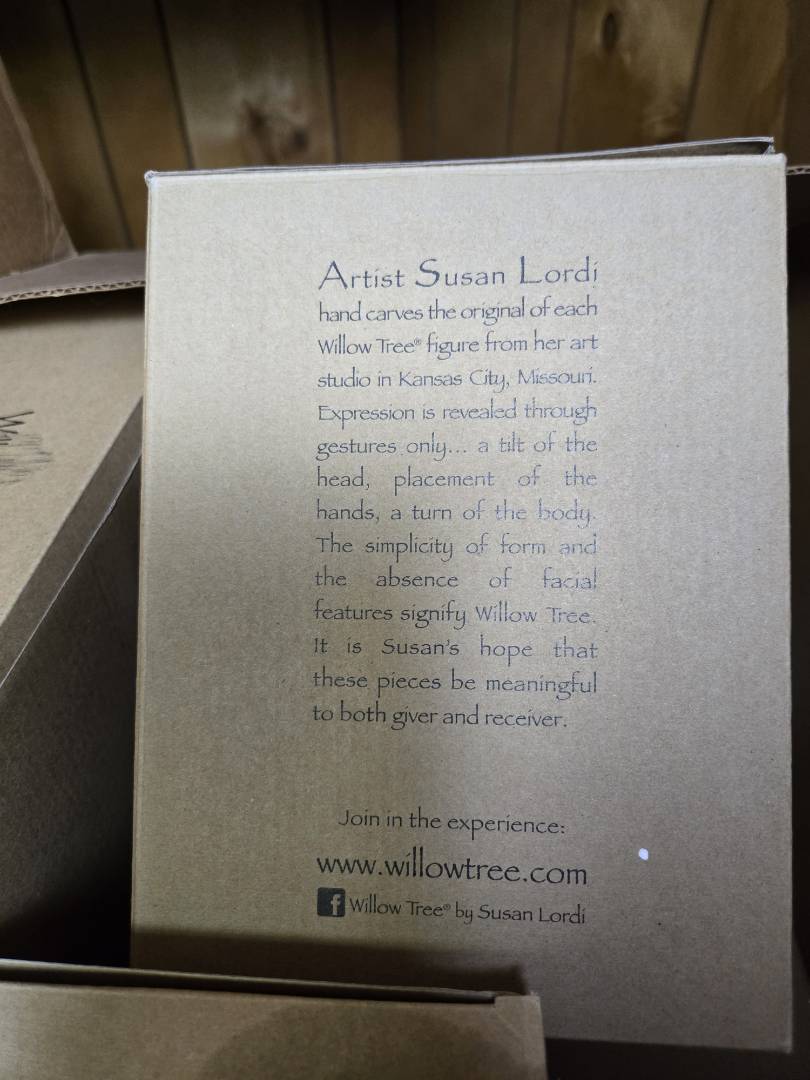 Artist Susan Lordi
hand carves the original of each
Willow Tree® figure from her art
studio in Kansas City, Missouri.
Expression is revealed through
gestures only... a tilt of the
head, placement of the
hands, a turn of the body.
The simplicity of form and
the absence of facial
features signify Willow Tree.
It is Susan's hope that
these pieces be meaningful
to both giver and receiver.
Join in the experience:
www.willowtree.com
f Willow Tree® by Susan Lordi